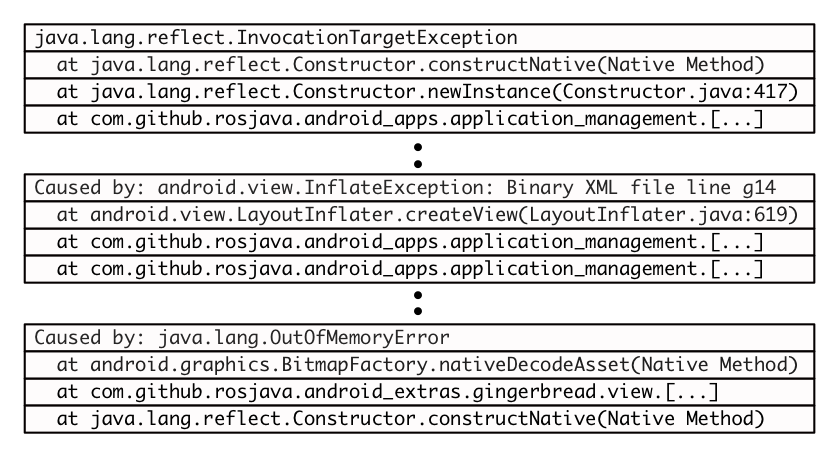 java.lang.reflect.InvocationTargetException
at java.lang.reflect.Constructor.constructNative(Native Method)
at java.lang.reflect.Constructor.newInstance(Constructor.java:417)
at com.github.rosjava.android_apps.application_management.[...]
Caused by: android.view.InflateException: Binary XML file line g14
at android.view.LayoutInflater.createView(LayoutInflater.java:619)
at com.github.rosjava.android_apps.application_management.[...]
at com.github.rosjava.android_apps.application_management.[...]
Caused by: java.lang.OutOfMemoryError
at android.graphics.BitmapFactory.nativeDecodeAsset(Native Method)
at com.github.rosjava.android_extras.gingerbread.view.[...]
at java.lang.reflect.Constructor.constructNative(Native Method)